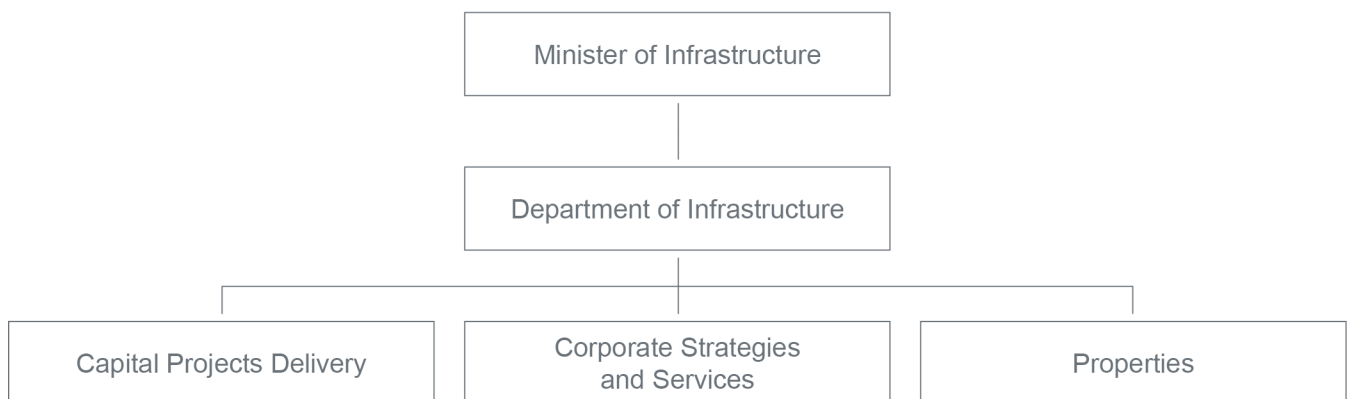 Minister of Infrastructure
Department of Infrastructure
Capital Projects Delivery
Corporate Strategies
and Services
Properties